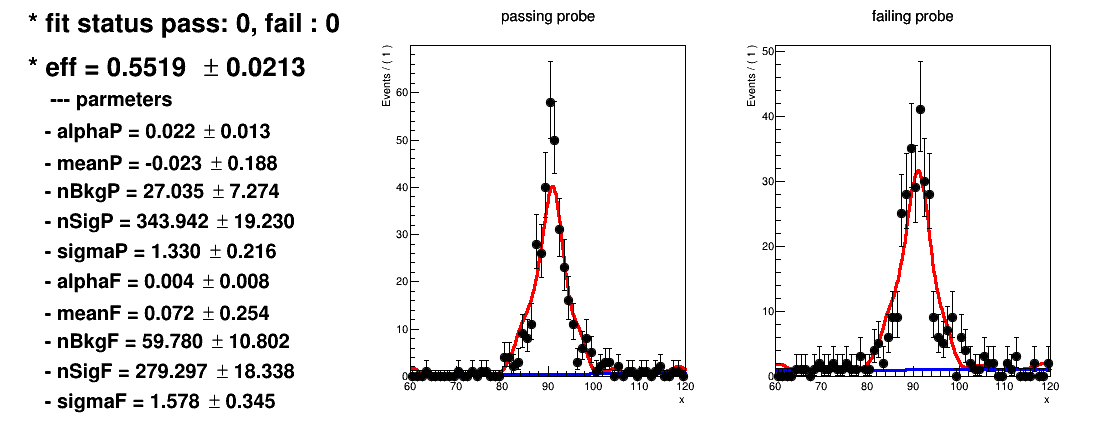 * fit status pass: 0, fail : 0
* eff = 0.5519 ± 0.0213
--- parmeters
- alphaP = 0.022 ± 0.013
- meanP = -0.023 ± 0.188
- nBkgP = 27.035 ± 7.274
- nSigP = 343.942 ± 19.230
- sigmaP = 1.330 ± 0.216
- alphaF = 0.004 ± 0.008
- meanF = 0.072 ± 0.254
- nBkgF = 59.780 ± 10.802
- nSigF = 279.297 ± 18.338
- sigmaF = 1.578 ± 0.345
passing probe
Events / ( 1 )
60
50
40
30
20
10
0
60 70 80 90 100 110 120
x
failing probe
Events / ( 1 )
50
40
30
20
10
0
60 70 80 90 100 110 120
x